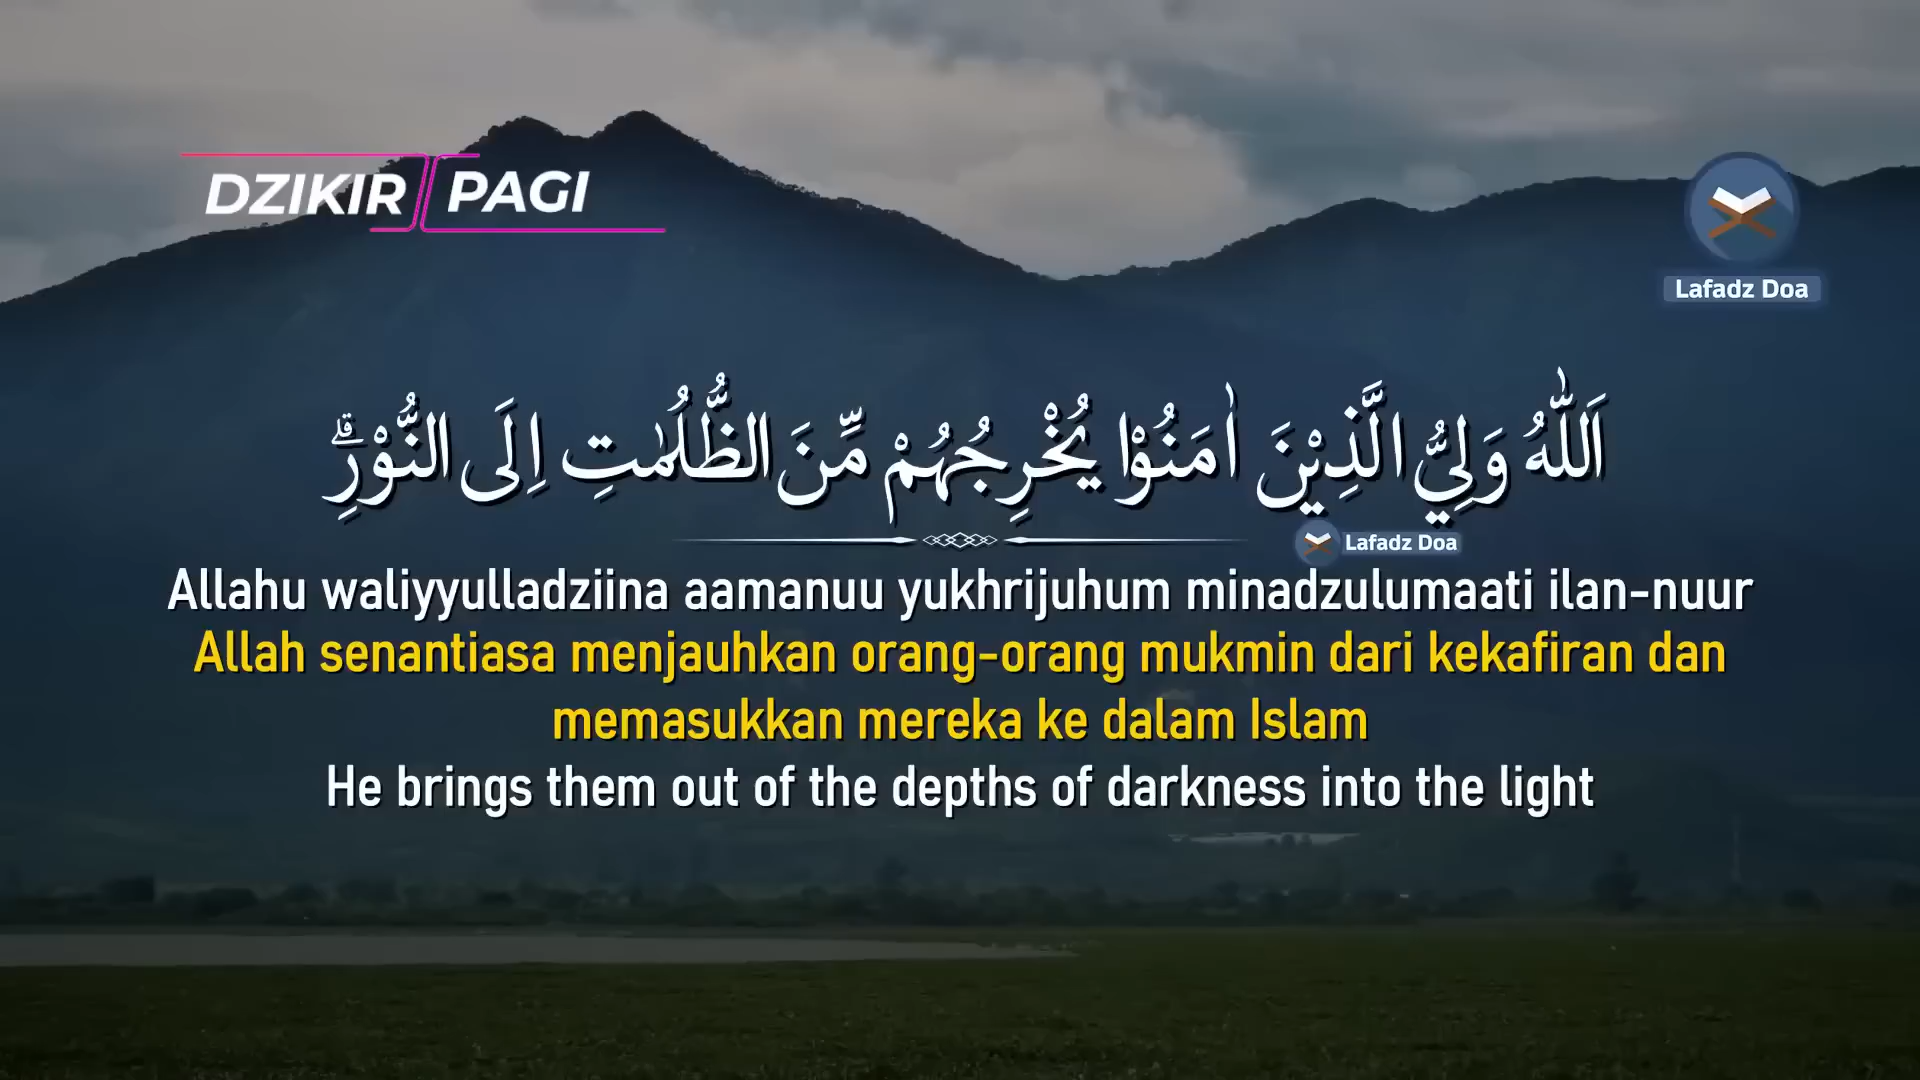 DZIKIR PAGI
Lafadz Doa
اَللّٰهُ وَلِيُّ الَّذِيْنَ اٰمَنُوْا يُخْرِجُهُمْ مِّنَ الظُّلُمٰتِ اِلَى النُّوْرِۗ
Lafadz Doa
Allahu waliyyulladziina aamanuu yukhrijuhum minadzulumaati ilan-nuur
Allah senantiasa menjauhkan orang-orang mukmin dari kekafiran dan
memasukkan mereka ke dalam Islam
He brings them out of the depths of darkness into the light